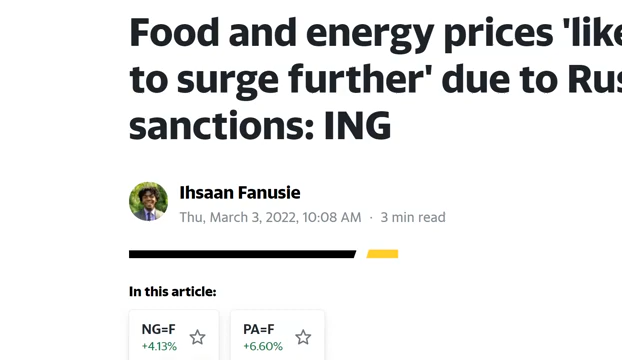 Food and energy prices 'like
to surge further' due to Rus
sanctions: ING
Ihsaan Fanusie
Thu, March 3, 2022, 10:08 AM · 3 min read
In this article:
NG=F
PA=F
+4.13%
+6.60%